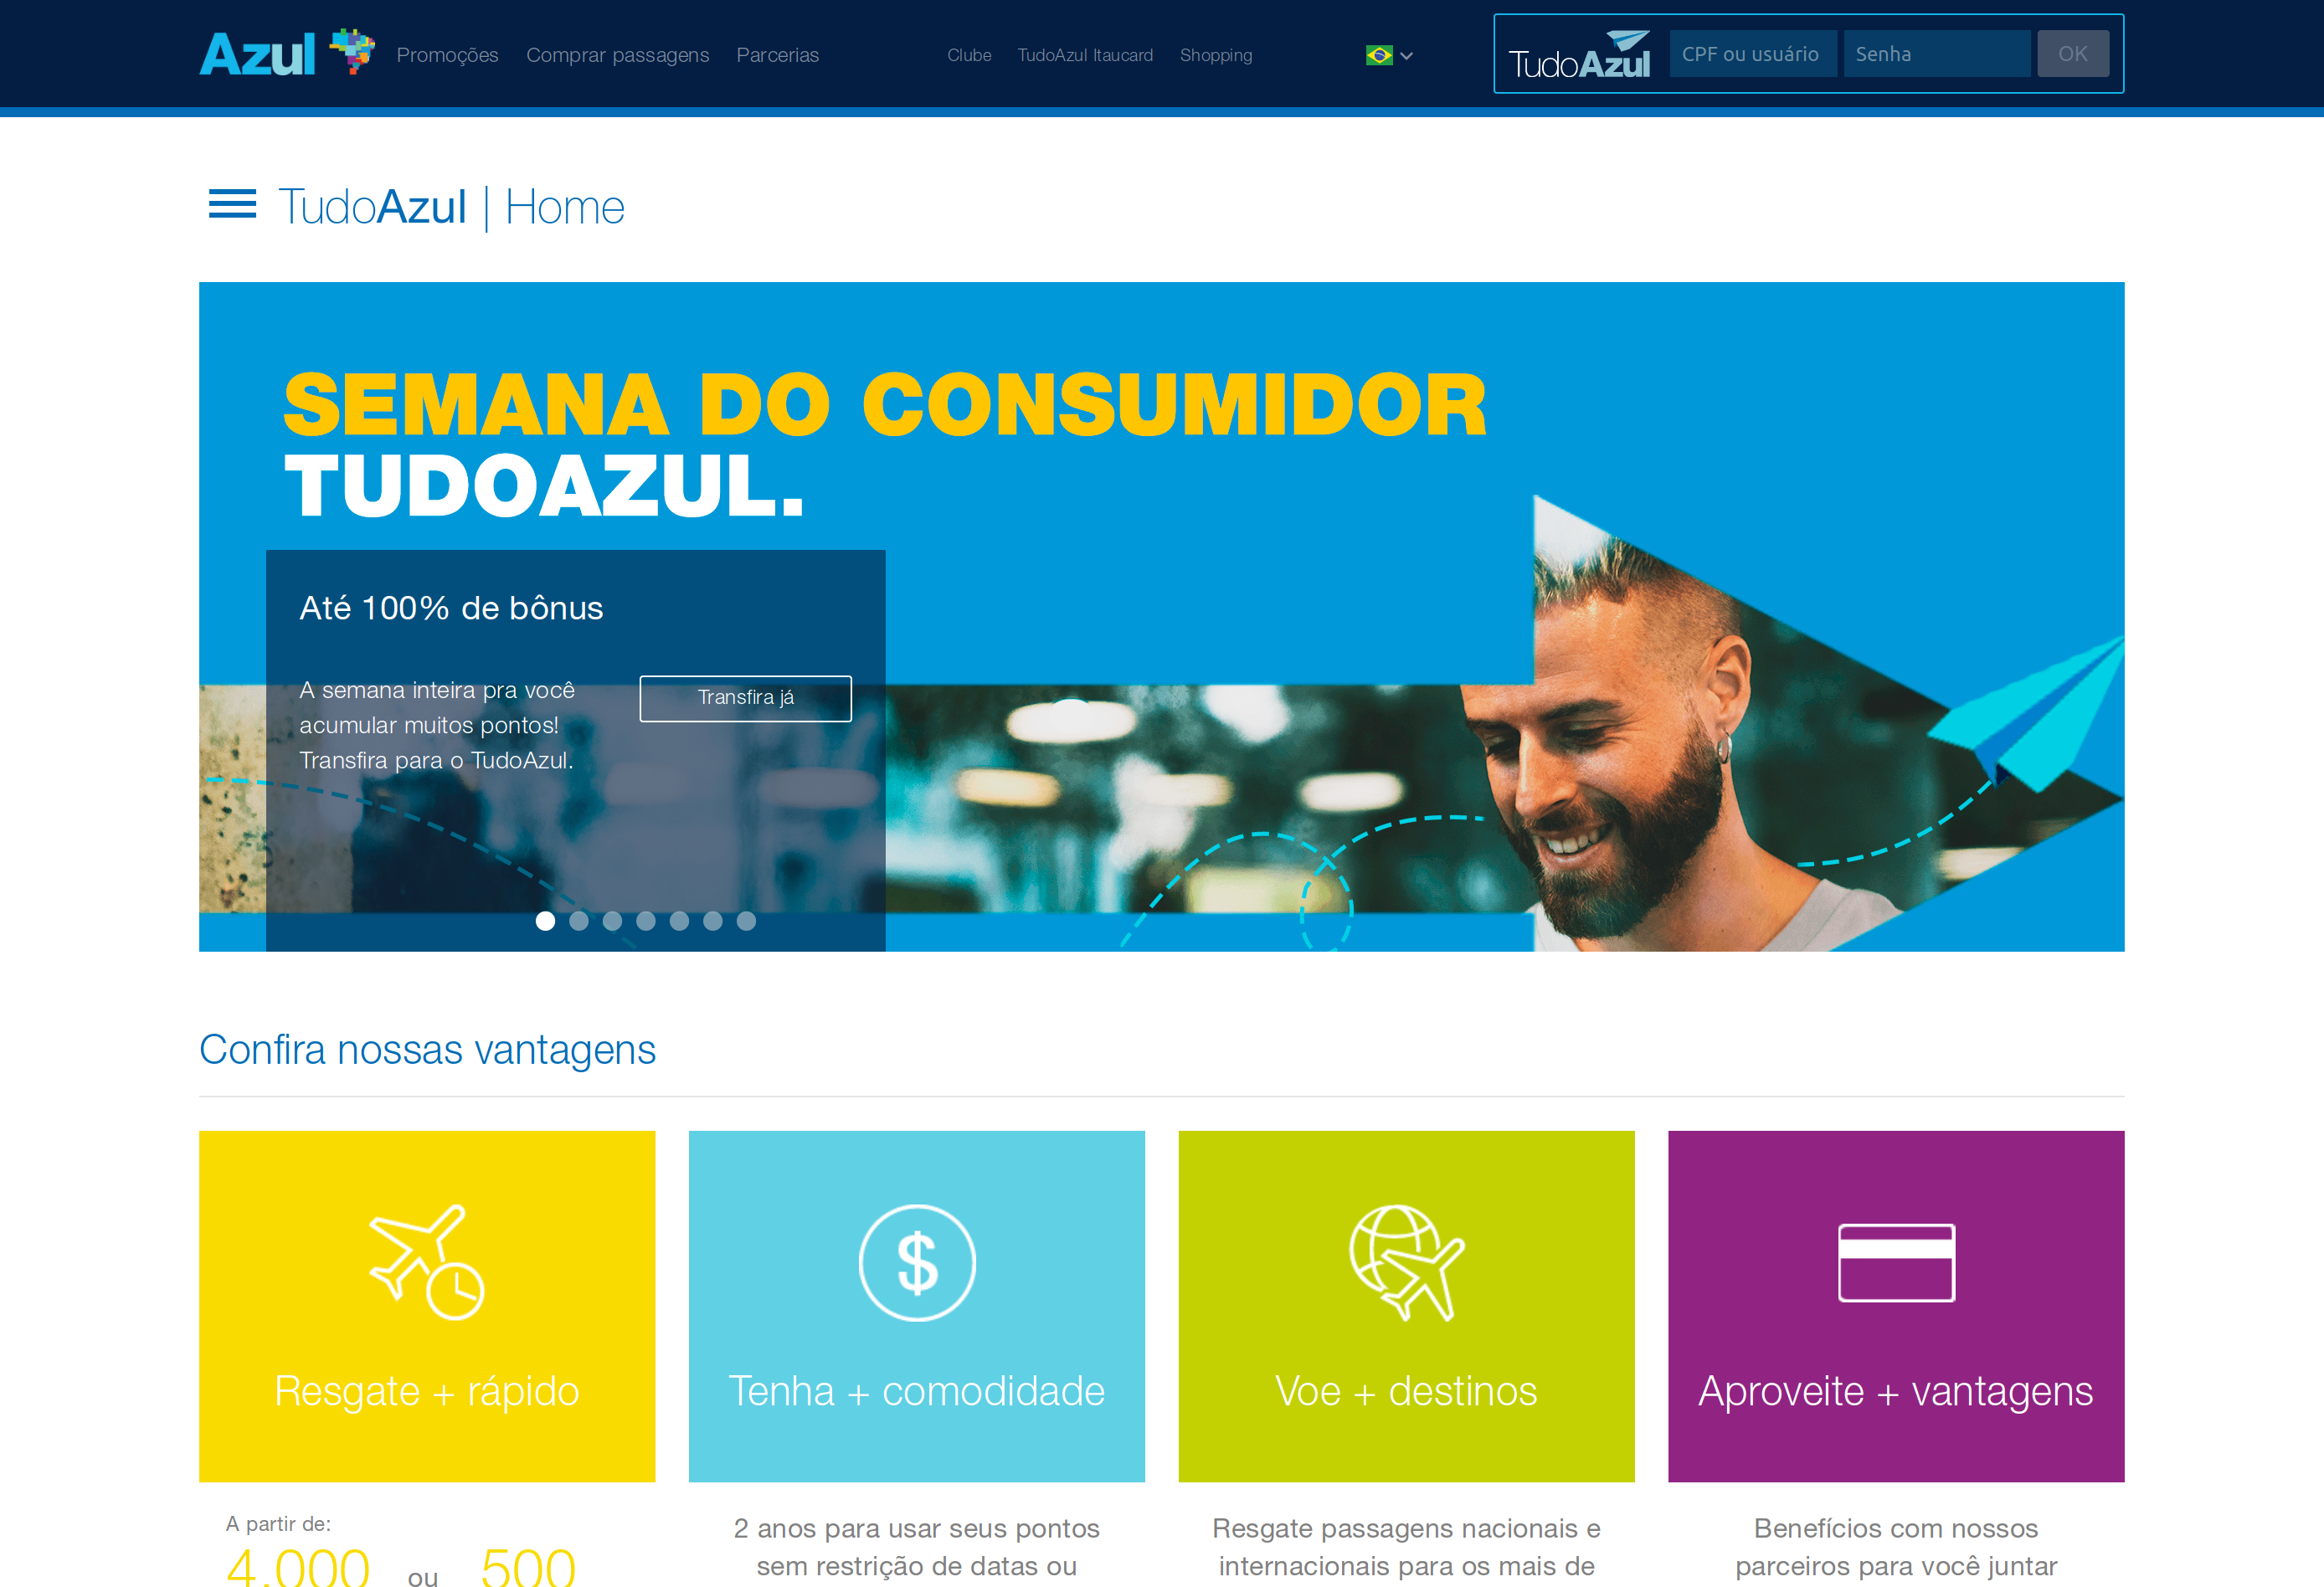 Azul
Promoções Comprar passagens Parcerias Clube TudoAzul Itaucard Shopping
TudoAzul CPF ou usuário Senha OK
TudoAzul | Home
SEMANA DO CONSUMIDOR
TUDOAZUL.
Até 100% de bônus
A semana inteira pra você
acumular muitos pontos!
Transfira para o TudoAzul.
Transfira já
Confira nossas vantagens
Resgate + rápido
A partir de:
4.000 ou 500
Tenha + comodidade
2 anos para usar seus pontos
sem restrição de datas ou
Voe + destinos
Resgate passagens nacionais e
internacionais para os mais de
Aproveite + vantagens
Benefícios com nossos
parceiros para você juntar